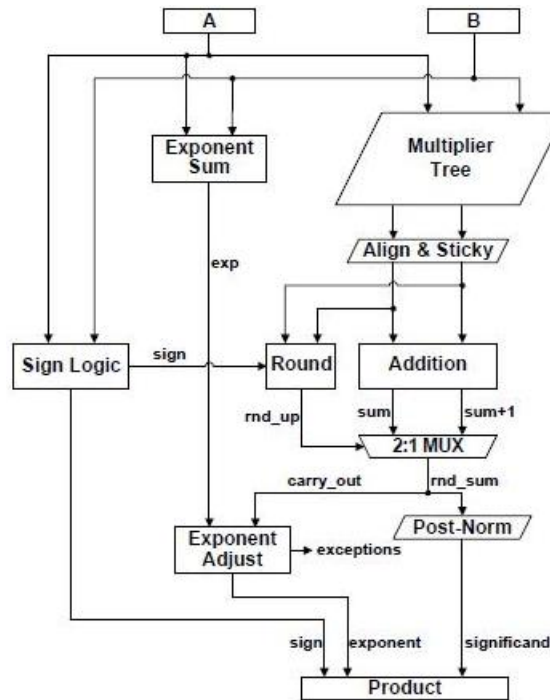 A
B
Exponent
Sum
Multiplier
Tree
Align & Sticky
exp
Sign Logic
sign
Round
Addition
rnd_up
sum
sum+1
2:1 MUX
carry_out
rnd_sum
Exponent
Adjust
exceptions
Post-Norm
sign
exponent
significand
Product